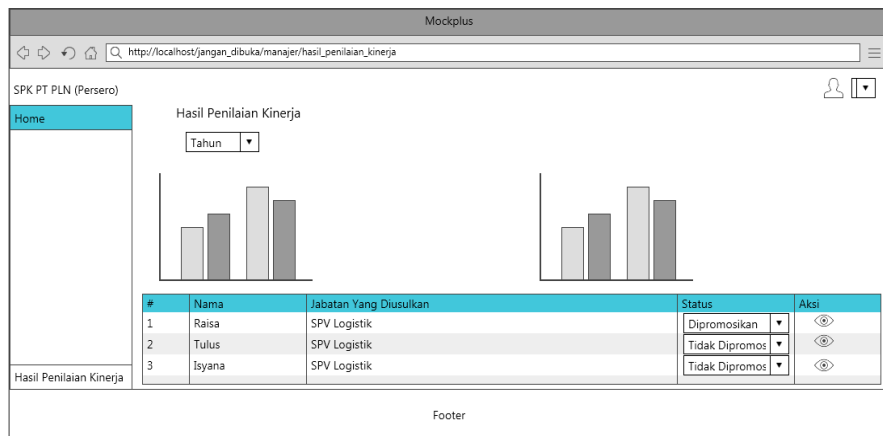 Mockplus
http://localhost/jangan_dibuka/manajer/hasil_penilaian_kinerja
SPK PT PLN (Persero)
Home
Hasil Penilaian Kinerja
Tahun
# Nama Jabatan Yang Diusulkan Status Aksi
1 Raisa SPV Logistik Dipromosikan
2 Tulus SPV Logistik Tidak Dipromos
3 Isyana SPV Logistik Tidak Dipromos
Hasil Penilaian Kinerja
Footer